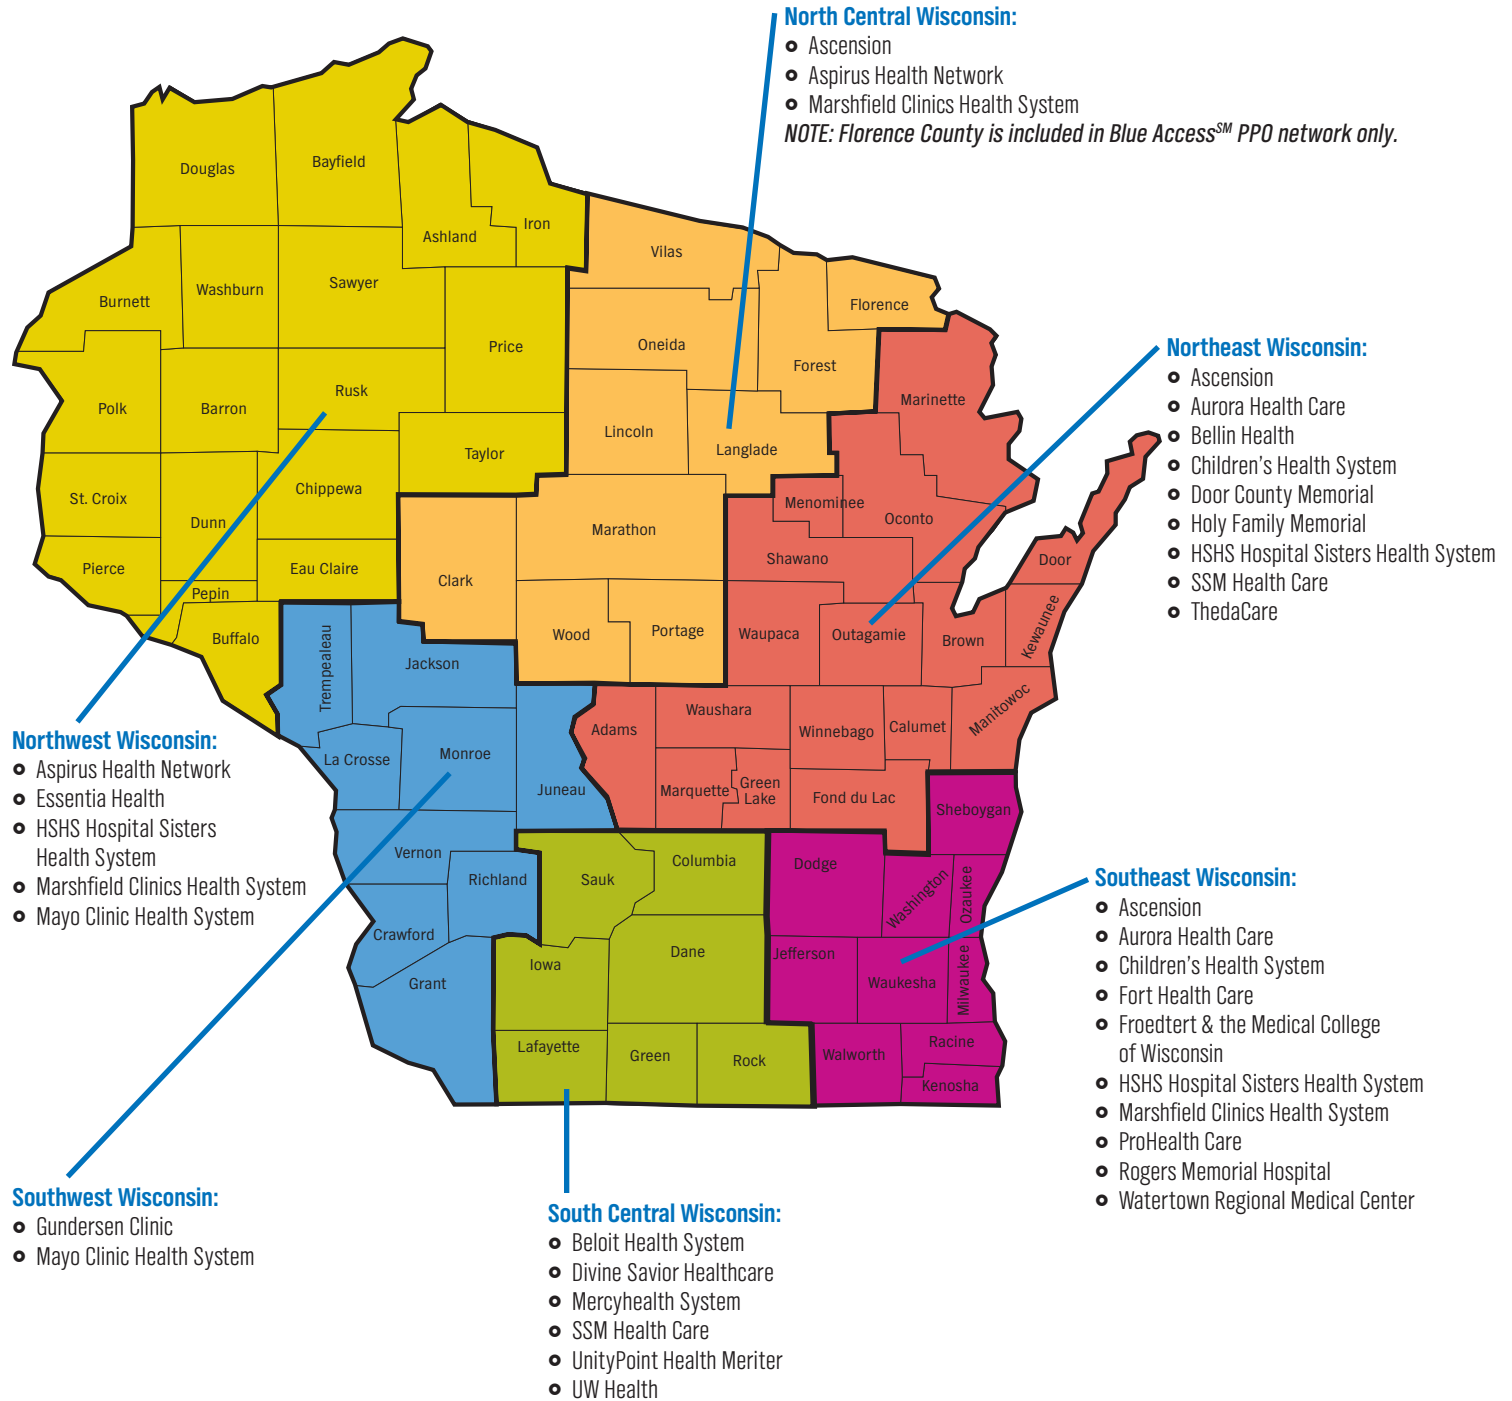 North Central Wisconsin:
Ascension
Aspirus Health Network
Marshfield Clinics Health System
NOTE: Florence County is included in Blue Access℠ PPO network only.
Northeast Wisconsin:
Ascension
Aurora Health Care
Bellin Health
Children's Health System
Door County Memorial
Holy Family Memorial
HSHS Hospital Sisters Health System
SSM Health Care
ThedaCare
Northwest Wisconsin:
Aspirus Health Network
Essentia Health
HSHS Hospital Sisters
Health System
Marshfield Clinics Health System
Mayo Clinic Health System
Southeast Wisconsin:
Ascension
Aurora Health Care
Children's Health System
Fort Health Care
Froedtert & the Medical College
of Wisconsin
HSHS Hospital Sisters Health System
Marshfield Clinics Health System
ProHealth Care
Rogers Memorial Hospital
Watertown Regional Medical Center
Southwest Wisconsin:
Gundersen Clinic
Mayo Clinic Health System
South Central Wisconsin:
Beloit Health System
Divine Savior Healthcare
Mercyhealth System
SSM Health Care
UnityPoint Health Meriter
UW Health
Douglas
Bayfield
Ashland
Iron
Burnett
Washburn
Sawyer
Price
Polk
Barron
Rusk
Taylor
St. Croix
Dunn
Chippewa
Pierce
Pepin
Eau Claire
Buffalo
Vilas
Florence
Oneida
Forest
Lincoln
Langlade
Marathon
Clark
Wood
Portage
Marinette
Menominee
Oconto
Shawano
Door
Waupaca
Outagamie
Brown
Kewaunee
Adams
Waushara
Winnebago
Calumet
Manitowoc
Marquette
Green
Lake
Fond du Lac
Trempealeau
Jackson
La Crosse
Monroe
Juneau
Vernon
Richland
Crawford
Grant
Sauk
Columbia
Iowa
Dane
Lafayette
Green
Rock
Sheboygan
Dodge
Washington
Ozaukee
Jefferson
Waukesha
Milwaukee
Walworth
Racine
Kenosha